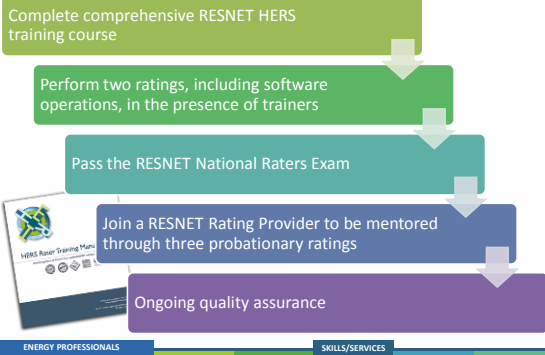 Complete comprehensive RESNET HERS
training course
Perform two ratings, including software
operations, in the presence of trainers
Pass the RESNET National Raters Exam
HERS Rater Training
Join a RESNET Rating Provider to be mentored
through three probationary ratings
Ongoing quality assurance
ENERGY PROFESSIONALS
SKILLS/SERVICES